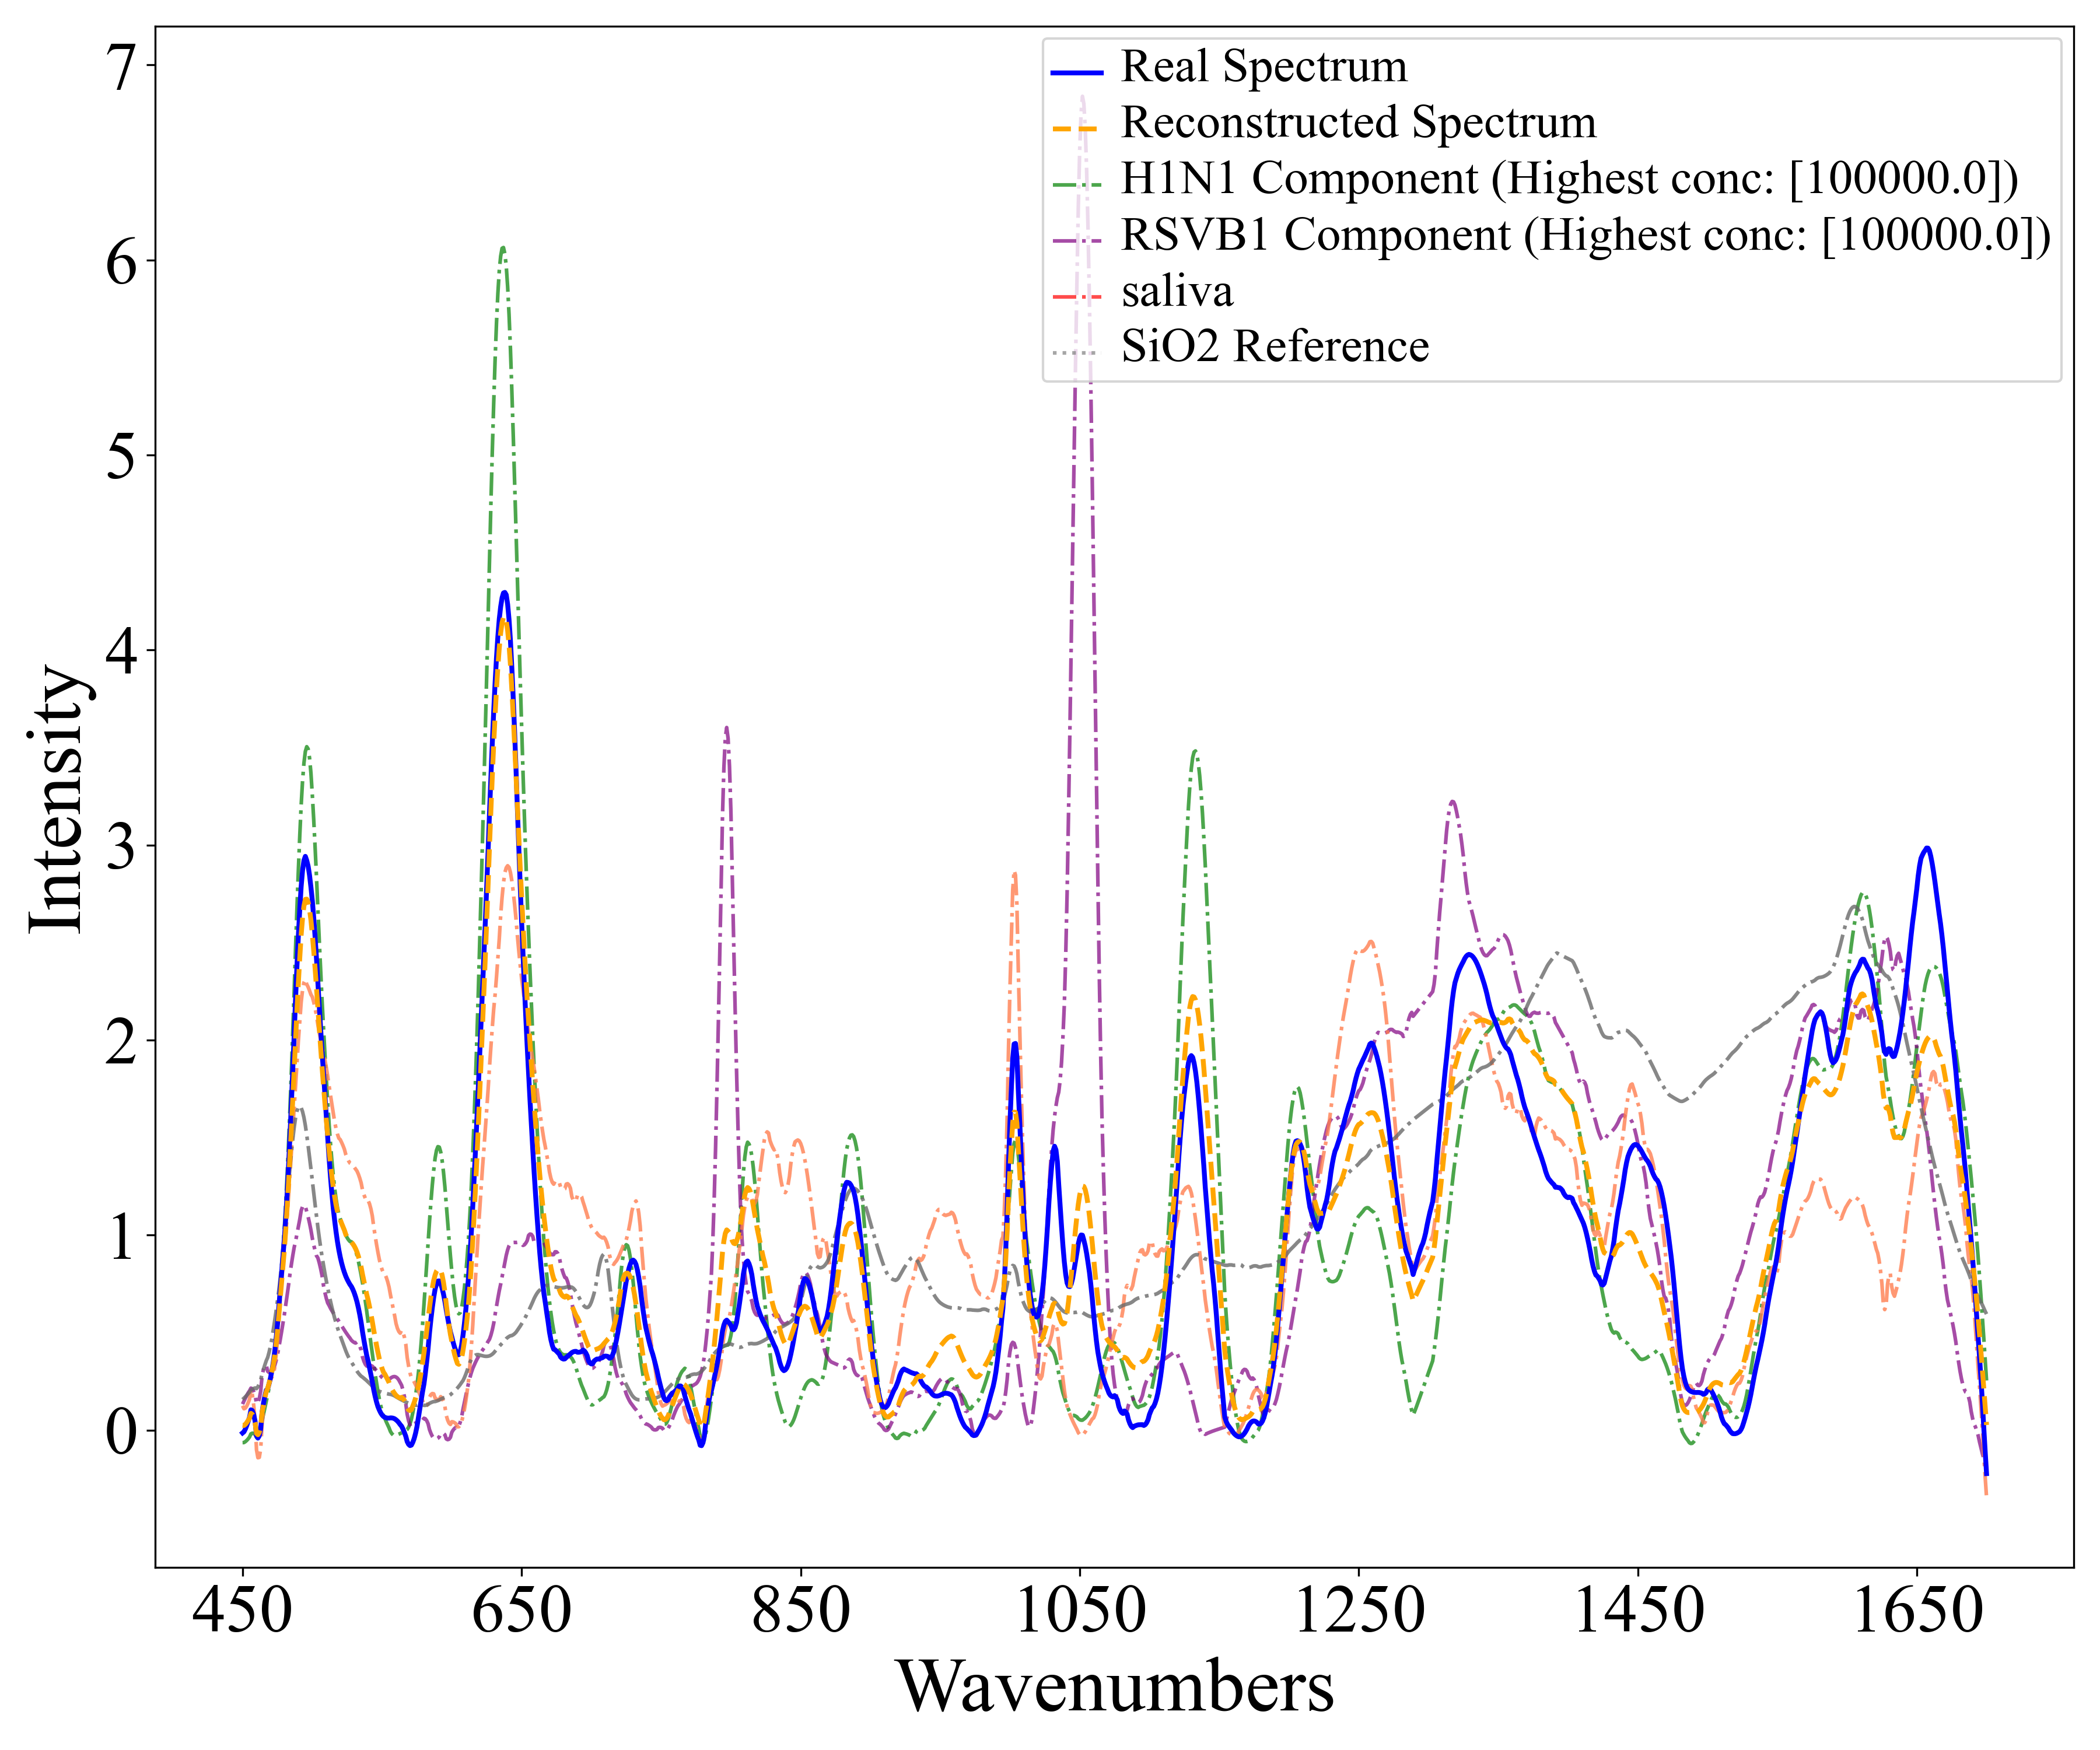 Real Spectrum
Reconstructed Spectrum
H1N1 Component (Highest conc: [100000.0])
RSVB1 Component (Highest conc: [100000.0])
saliva
SiO2 Reference
7
6
5
4
3
2
1
0
Intensity
450 650 850 1050 1250 1450 1650
Wavenumbers